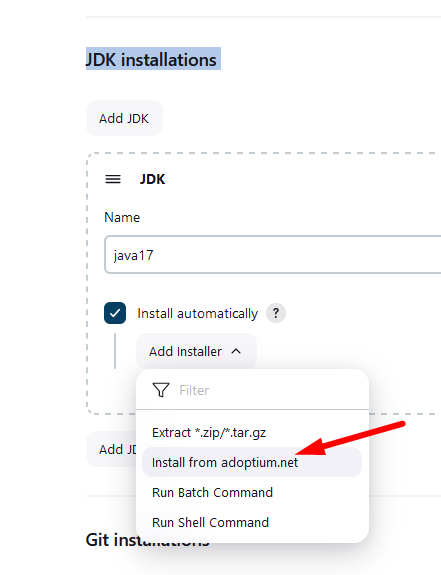 JDK installations
Add JDK
JDK
Name
java17
Install automatically ?
Add Installer
Filter
Extract *.zip/*.tar.gz
Install from adoptium.net
Run Batch Command
Run Shell Command
Add JD
Git installations